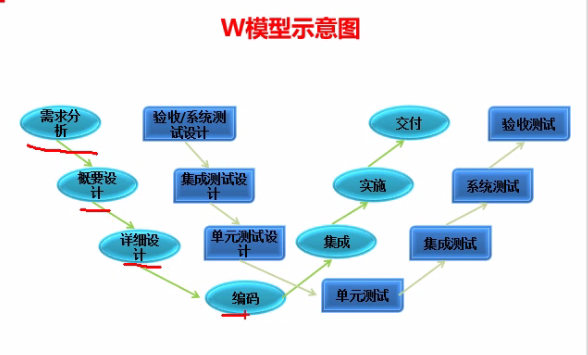 W模型示意图
需求分
析
验收/系统测
试设计
交付
验收测试
概要设
计
集成测试设
计
实施
系统测试
详细设
计
单元测试设
计
集成
集成测试
编码
单元测试